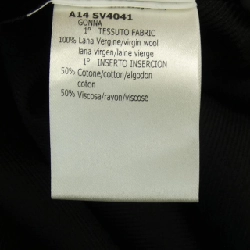 A14 SV4041
GONNA
1° TESSUTO FABRIC
100% Lana Vergine/virgin wool
lana virgen/laine vierge
1° INSERTO INSERCION
50% Cotone/cotton/algodon
coton
50% Viscosa/rayon/viscose